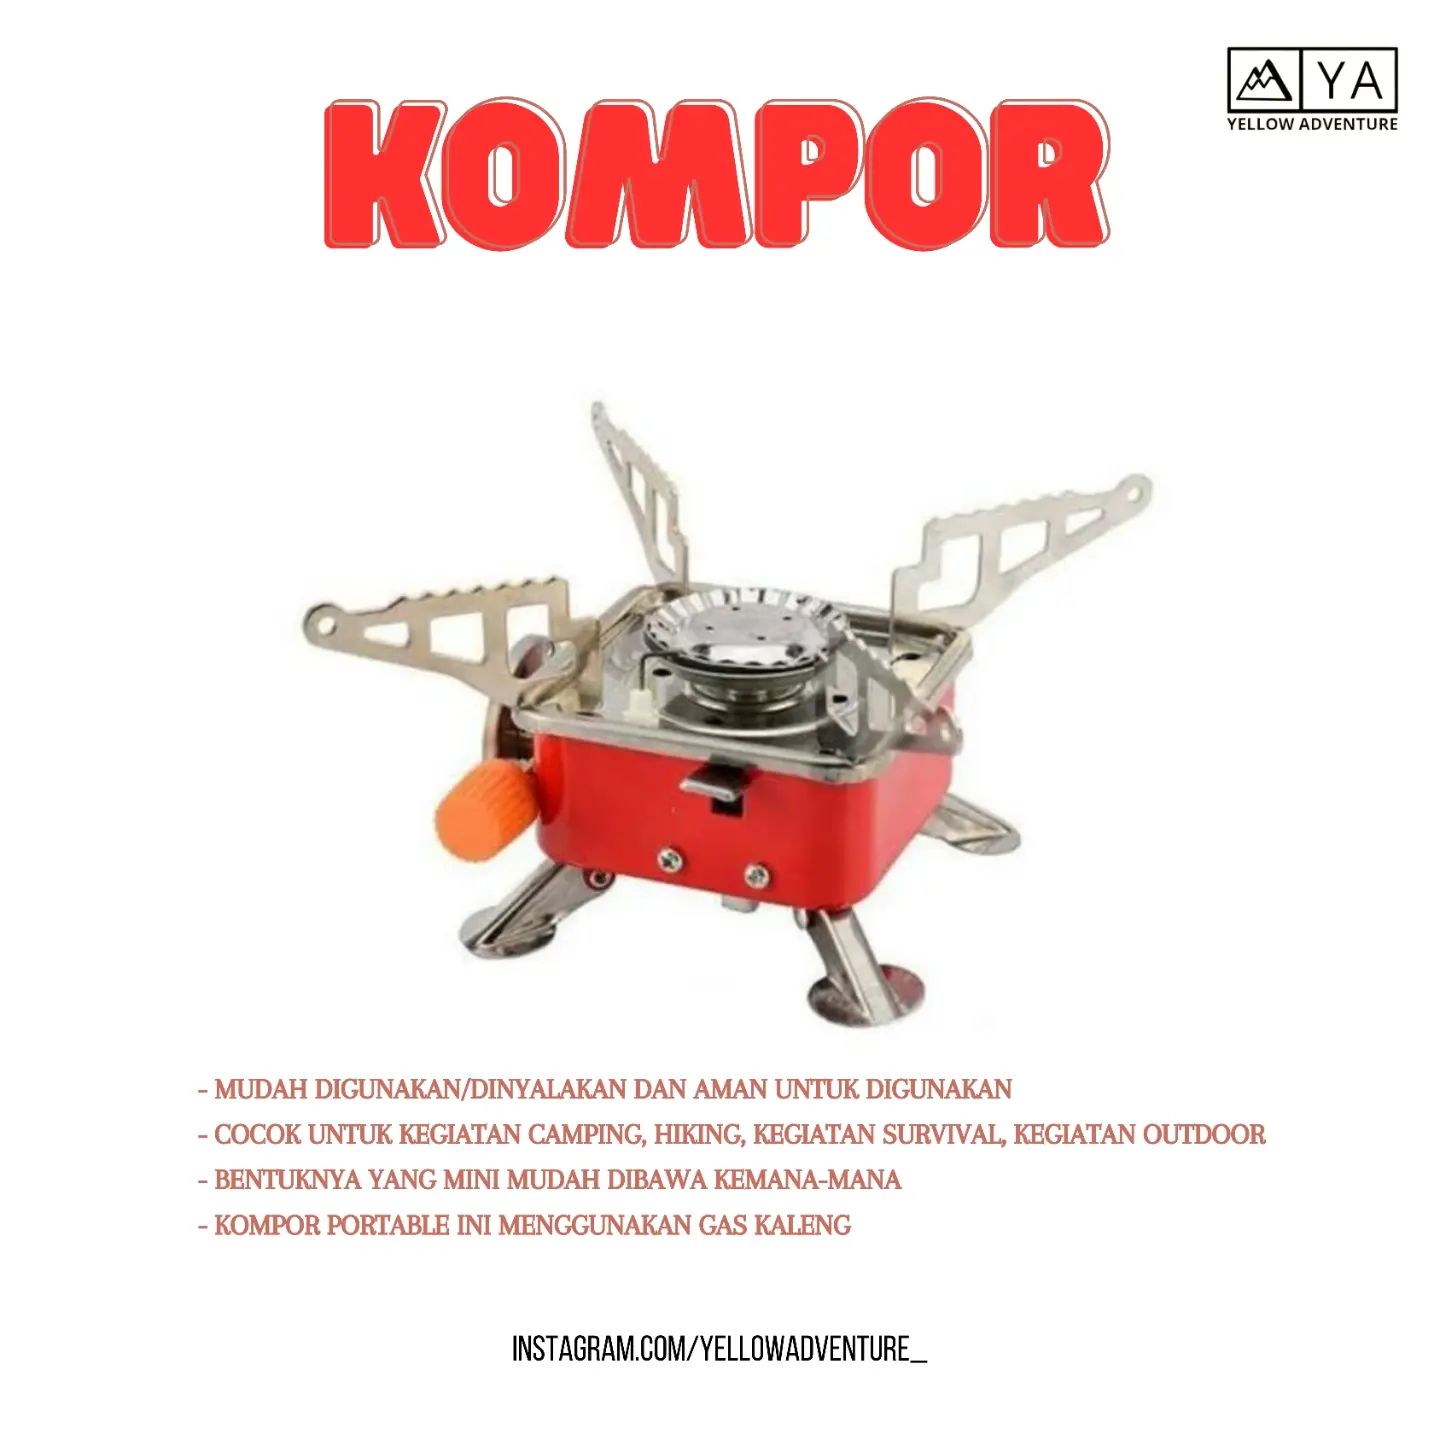 YA
YELLOW ADVENTURE
KOMPOR
- MUDAH DIGUNAKAN/DINYALAKAN DAN AMAN UNTUK DIGUNAKAN
- COCOK UNTUK KEGIATAN CAMPING, HIKING, KEGIATAN SURVIVAL, KEGIATAN OUTDOOR
- BENTUKNYA YANG MINI MUDAH DIBAWA KEMANA-MANA
- KOMPOR PORTABLE INI MENGGUNAKAN GAS KALENG
INSTAGRAM.COM/YELLOWADVENTURE_